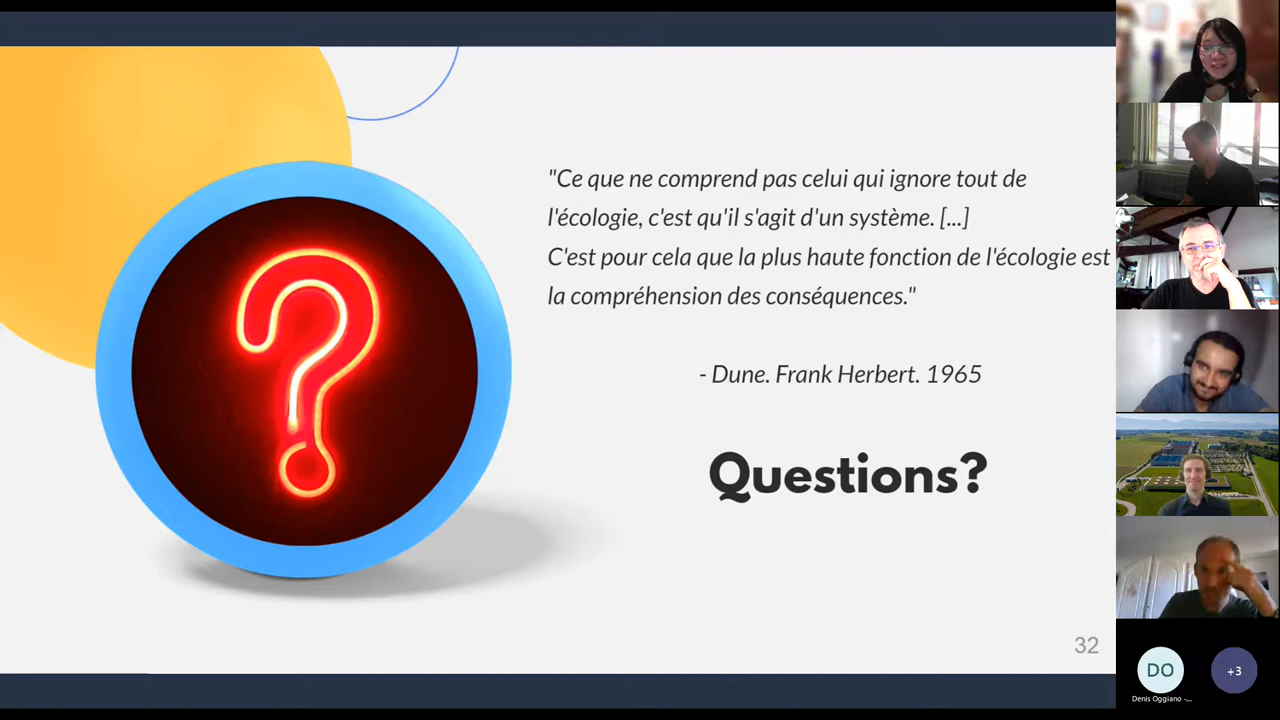 "Ce que ne comprend pas celui qui ignore tout de
l'écologie, c'est qu'il s'agit d'un système. [...]
C'est pour cela que la plus haute fonction de l'écologie est
la compréhension des conséquences."
- Dune. Frank Herbert. 1965
Questions?
32
DO
+3
Denis Oggiano -...